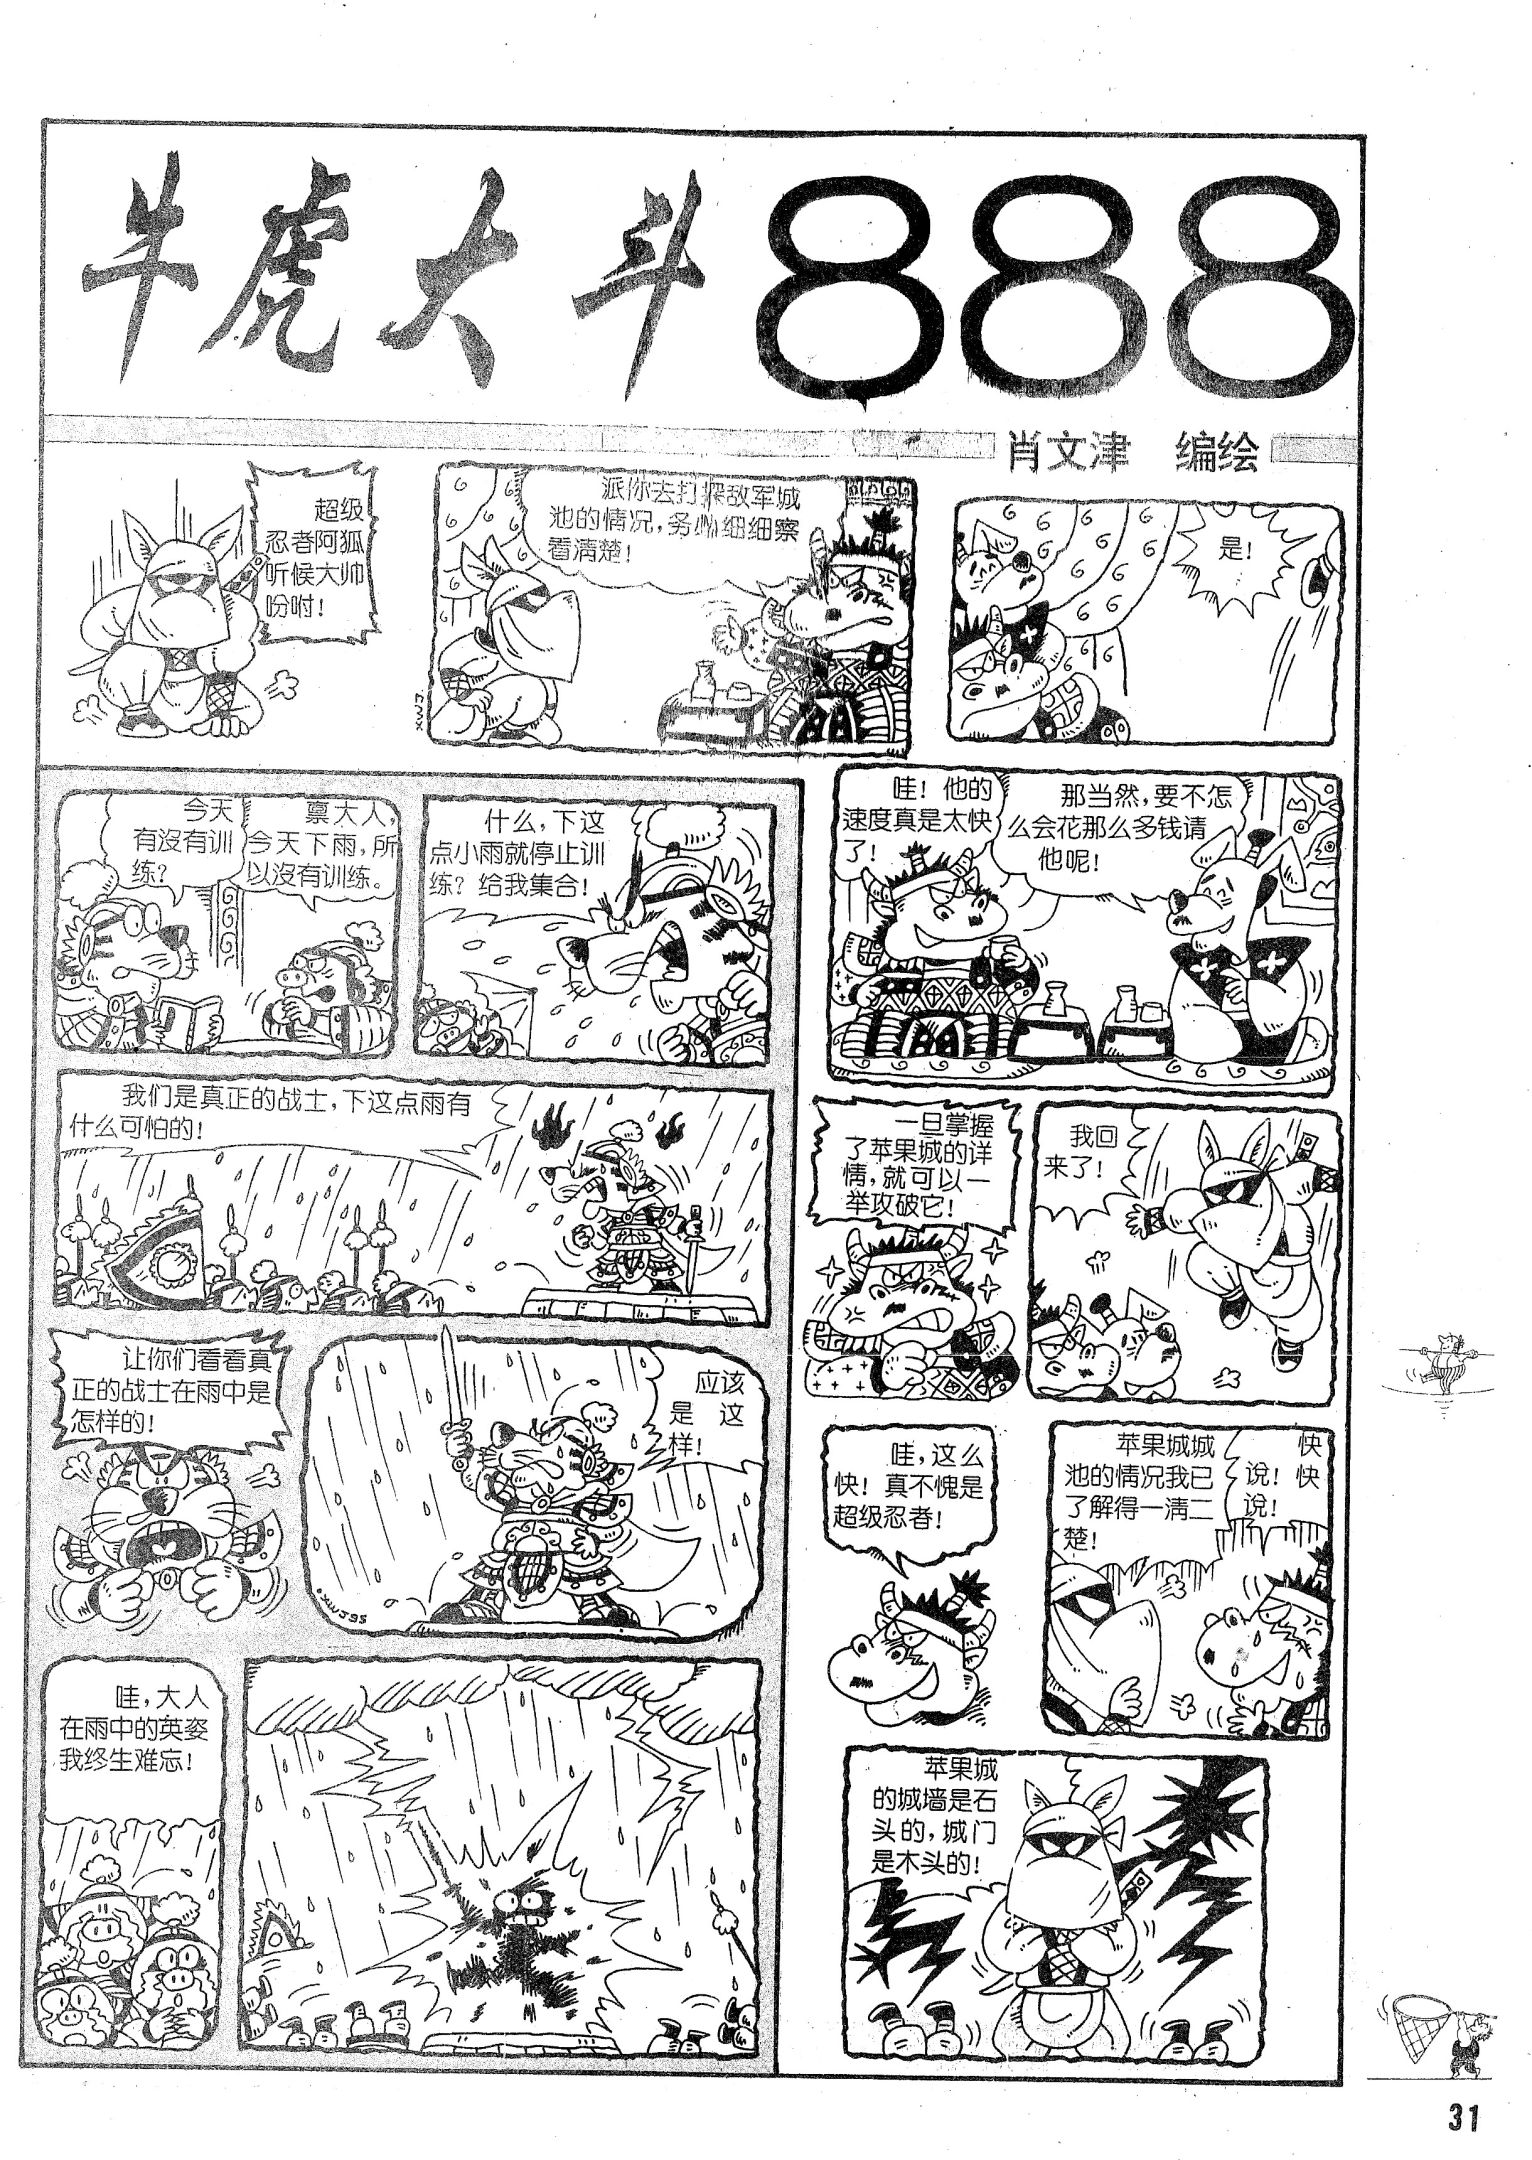 牛虎大斗888
肖文津 编绘
超级
忍者阿狐
听候大帅
吩咐！
派你去打探敌军城
池的情况，务必细细察
看清楚！
XWJ
是！
哇！他的
速度真是太快
了！
那当然，要不怎
么会花那么多钱请
他呢！
一旦掌握
了苹果城的详
情，就可以一
举攻破它！
我回
来了！
哇，这么
快！真不愧是
超级忍者！
苹果城城
池的情况我已
了解得一清二
楚！
快
说！快
说！
苹果城
的城墙是石
头的，城门
是木头的！
今天
有没有训
练？
禀大人，
今天下雨，所
以没有训练。
什么，下这
点小雨就停止训
练？给我集合！
我们是真正的战士，下这点雨有
什么可怕的！
让你们看看真
正的战士在雨中是
怎样的！
应该
是这
样！
XWJ95
哇，大人
在雨中的英姿
我终生难忘！
31